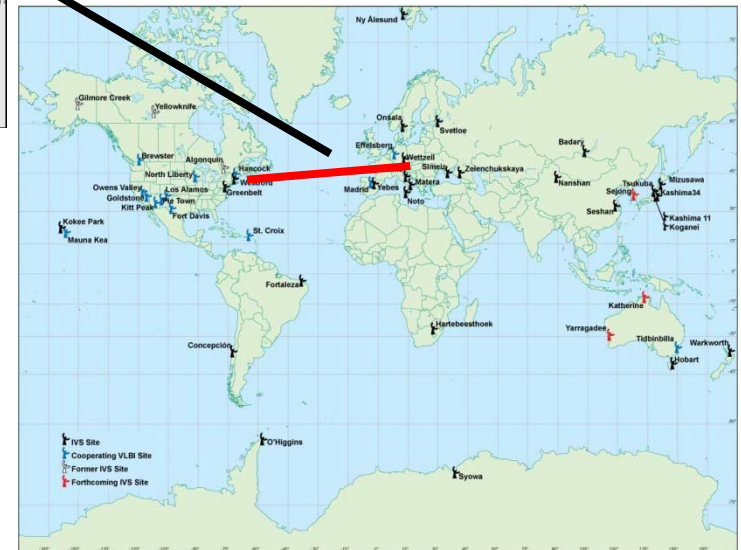 Ny Ålesund
Gilmore Creek
Yellowknife
Onsala
Svetloe
Effelsberg
Badary
Brewster
Algonquin
Hancock
Wettzell
Simeiz
Zelenchukskaya
North Liberty
Westford
Matera
Nanshan
Tsukuba
Mizusawa
Owens Valley
Los Alamos
Greenbelt
Madrid
Yebes
Sejong
Kashima34
Goldstone
Pie Town
Noto
Kitt Peak
Fort Davis
Seshan
Kashima 11
Kokee Park
Koganei
Mauna Kea
St. Croix
Fortaleza
Katherine
Hartebeesthoek
Yarragadee
Concepción
Tidbinbilla
Warkworth
Hobart
IVS Site
O'Higgins
Cooperating VLBI Site
Former IVS Site
Syowa
Forthcoming IVS Site